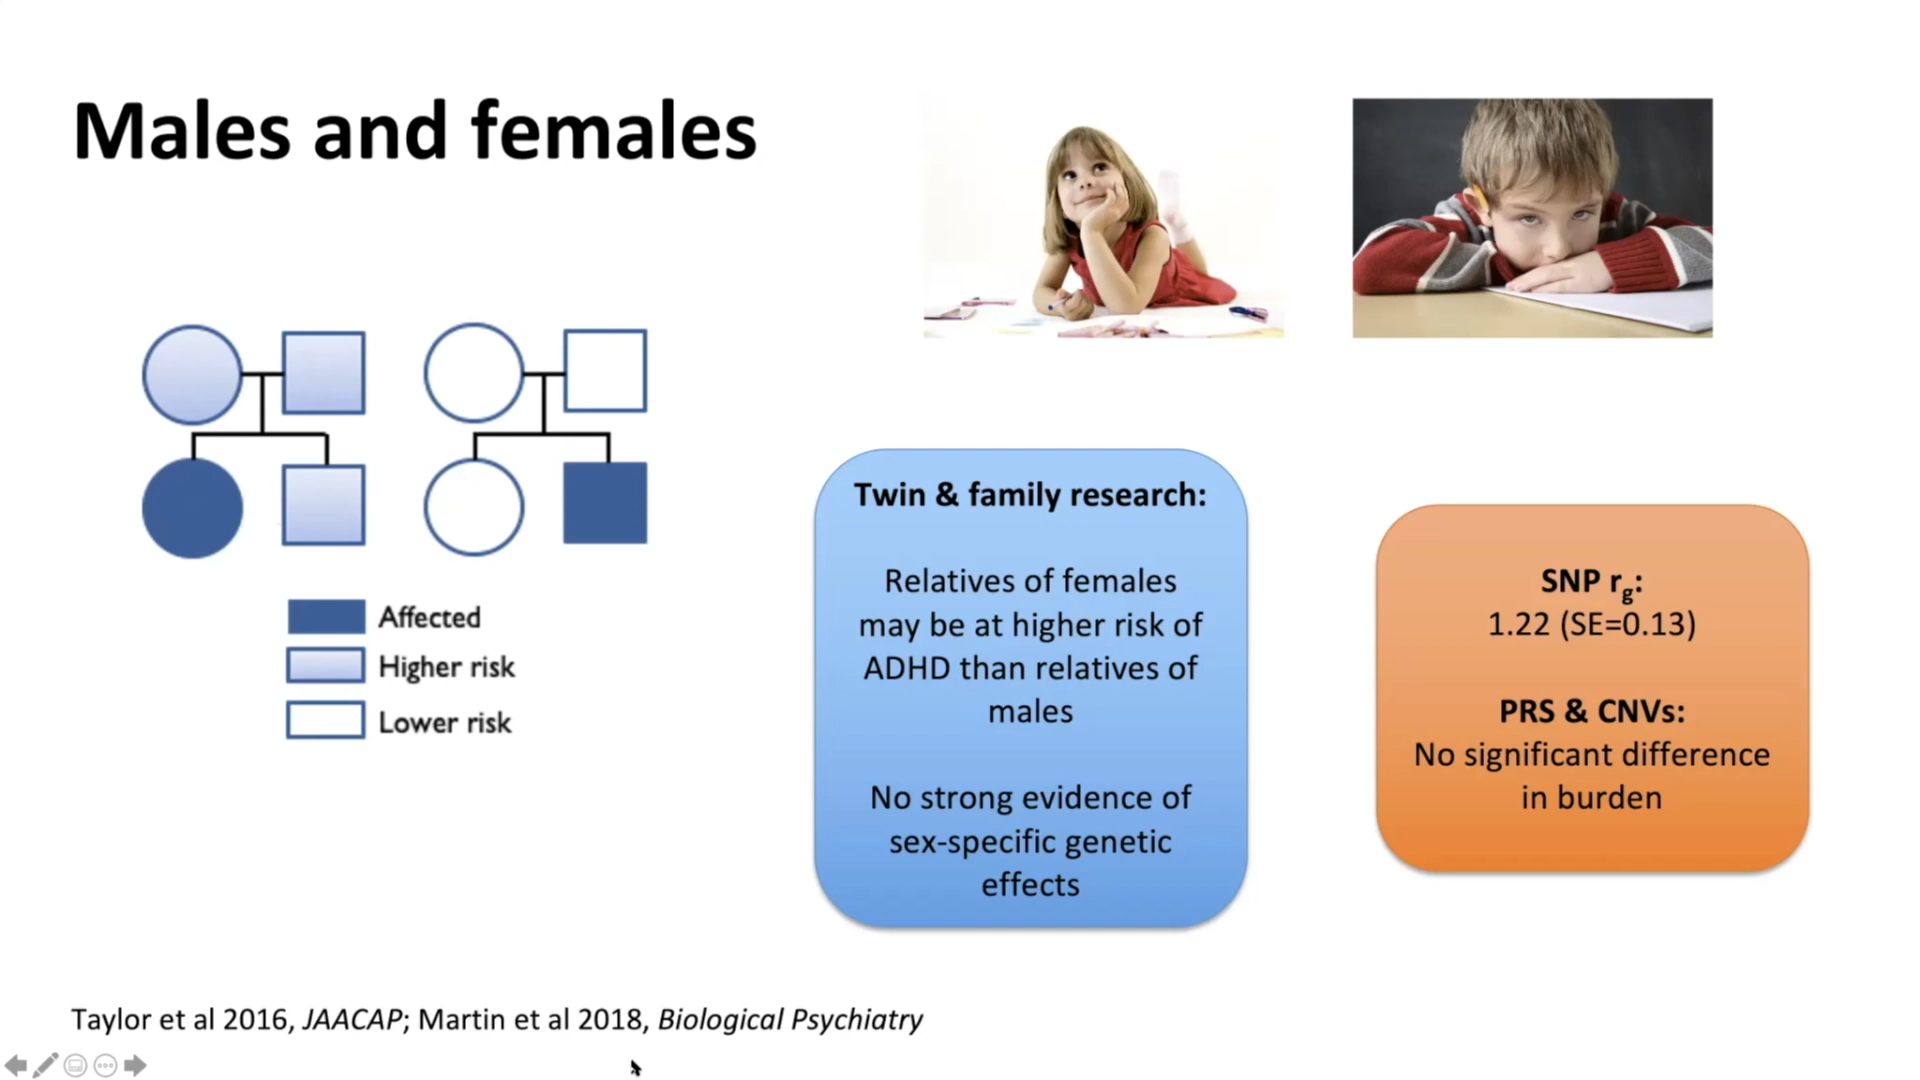 Males and females
Affected
Higher risk
Lower risk
Twin & family research:
Relatives of females
may be at higher risk of
ADHD than relatives of
males
No strong evidence of
sex-specific genetic
effects
SNP rg:
1.22 (SE=0.13)
PRS & CNVs:
No significant difference
in burden
Taylor et al 2016, JAACAP; Martin et al 2018, Biological Psychiatry